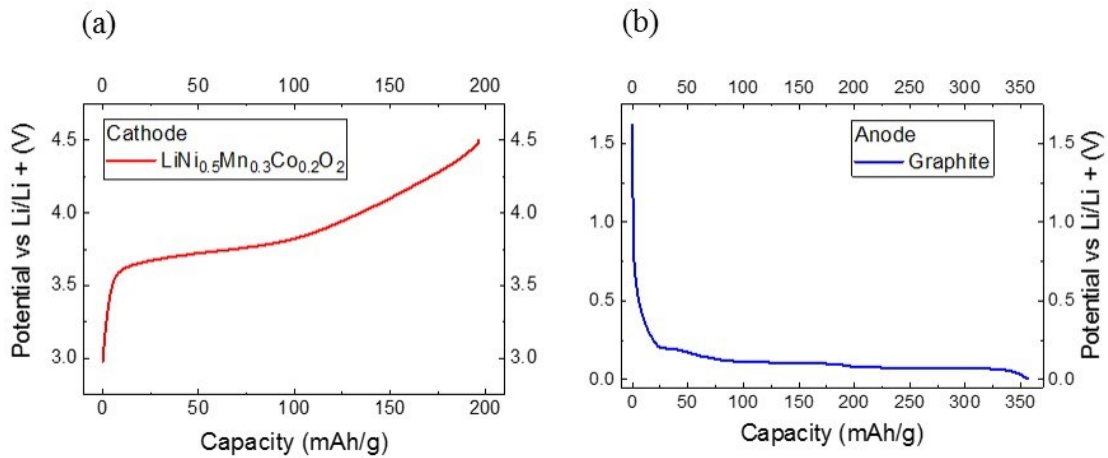 (a)
0 50 100 150 200
4.5 4.5
4.0 4.0
3.5 3.5
3.0 3.0
Cathode
LiNi0.5Mn0.3Co0.2O2
Potential vs Li/Li + (V)
0 50 100 150 200
Capacity (mAh/g)
(b)
0 50 100 150 200 250 300 350
1.5 1.5
1.0 1.0
0.5 0.5
0.0 0.0
Anode
Graphite
Potential vs Li/Li + (V)
0 50 100 150 200 250 300 350
Capacity (mAh/g)